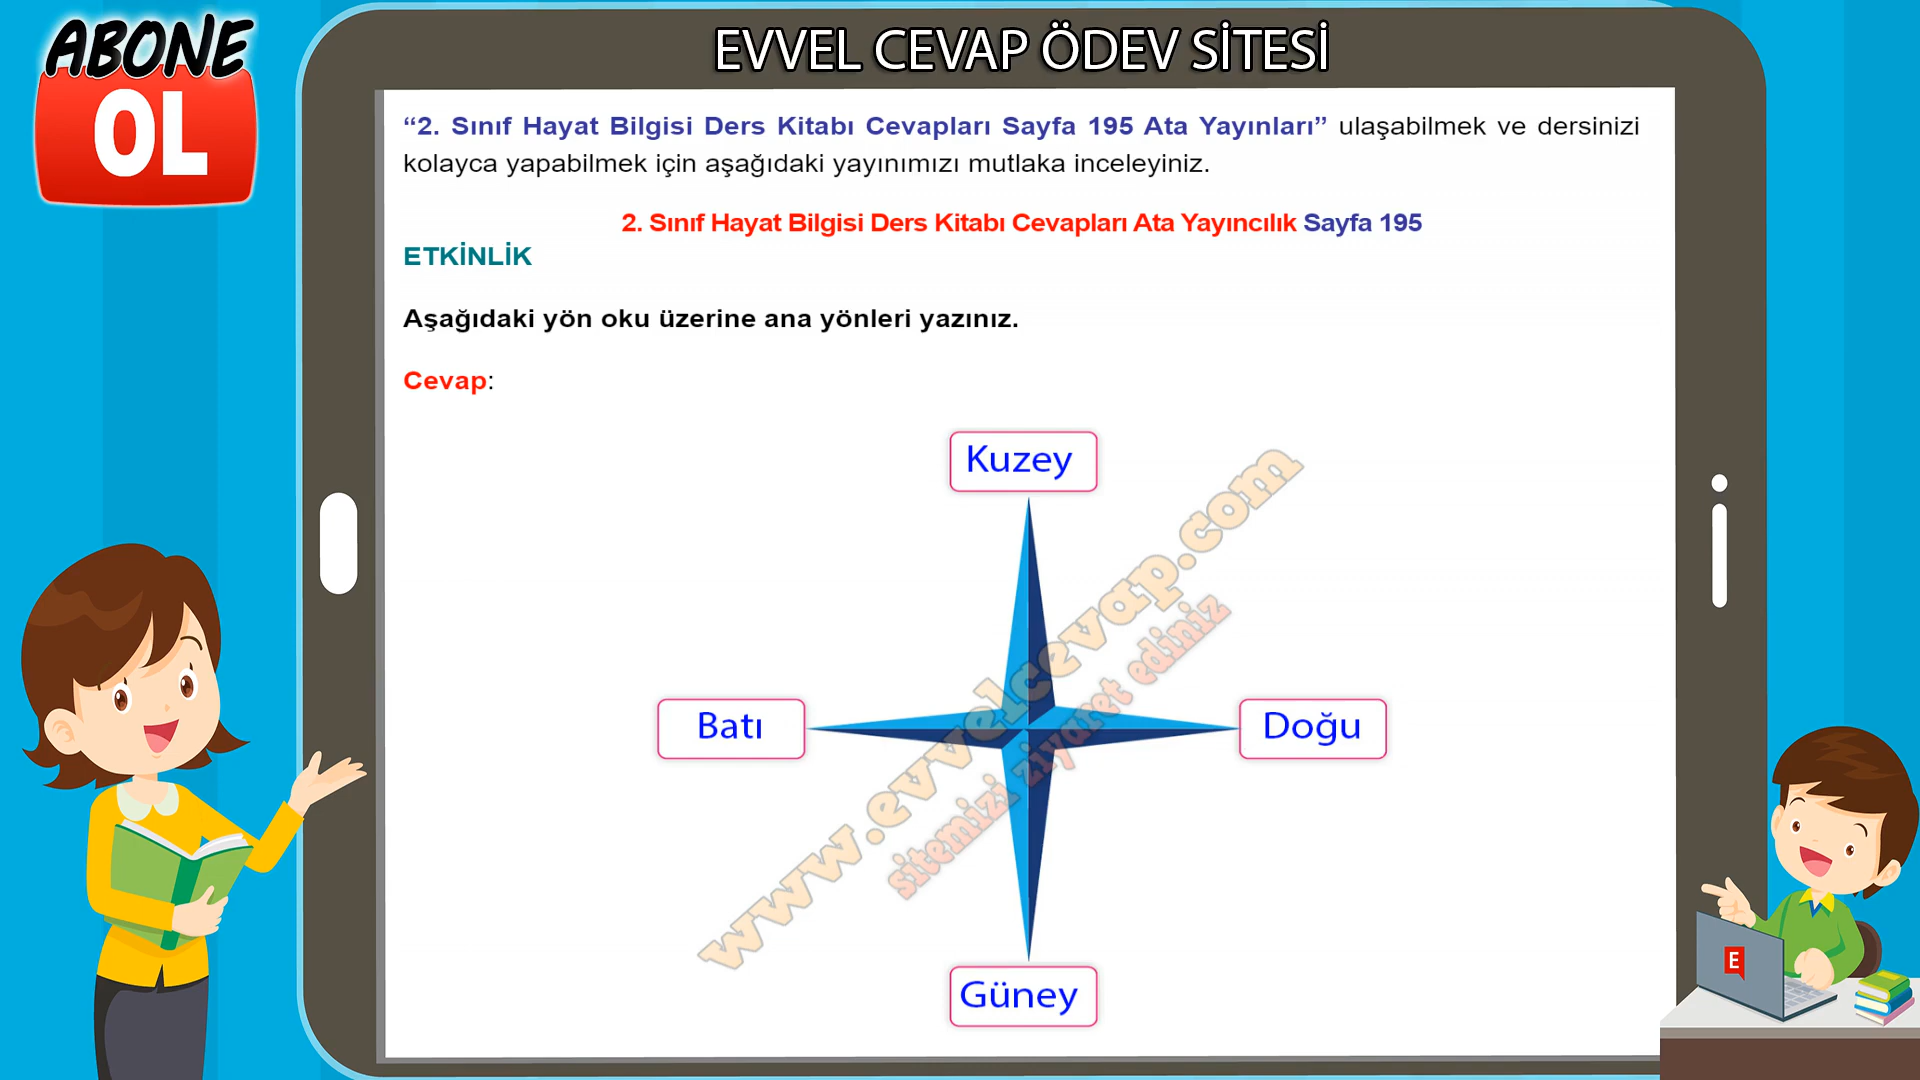 ABONE
OL
EVVEL CEVAP ÖDEV SİTESİ
“2. Sınıf Hayat Bilgisi Ders Kitabı Cevapları Sayfa 195 Ata Yayınları” ulaşabilmek ve dersinizi
kolayca yapabilmek için aşağıdaki yayınımızı mutlaka inceleyiniz.
2. Sınıf Hayat Bilgisi Ders Kitabı Cevapları Ata Yayıncılık Sayfa 195
ETKİNLİK
Aşağıdaki yön oku üzerine ana yönleri yazınız.
Cevap:
Kuzey
Batı
Doğu
Güney
www.evvelcevap.com
sitemizi ziyaret ediniz
E